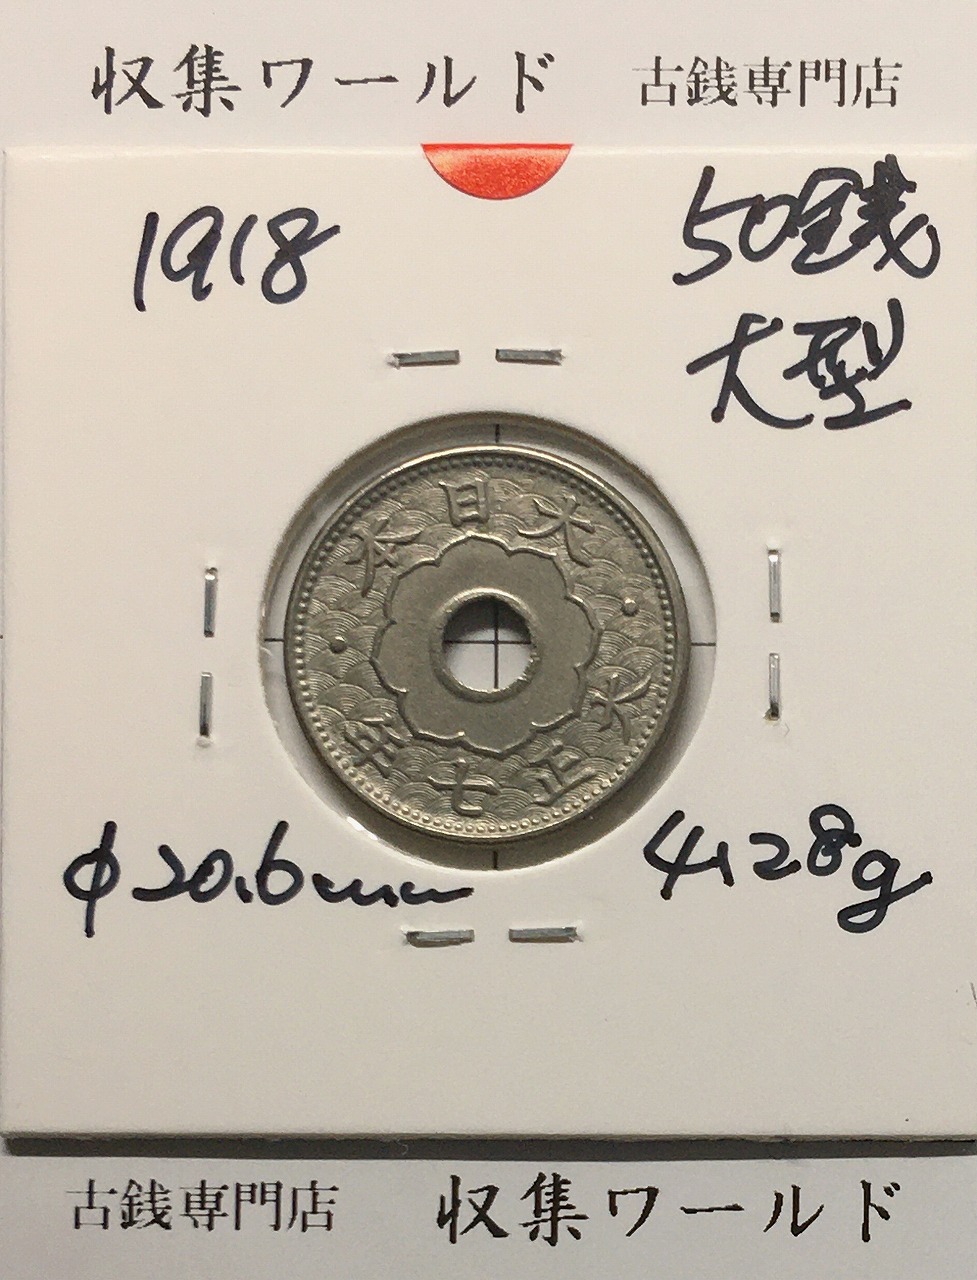 収集ワールド 古銭専門店
1918
50銭
大型
大日本
大正七年
φ20.6mm
4.28g
古銭専門店 収集ワールド